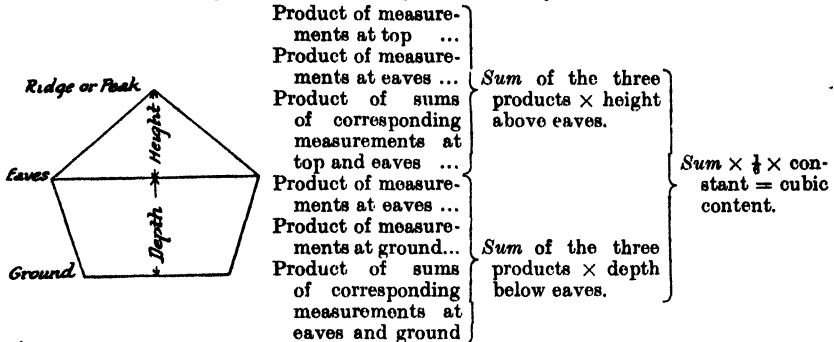 Ridge or Peak
Height
Eaves
Depth
Ground
Product of measure-
ments at top ...
Product of measure-
ments at eaves ...
Product of sums
of corresponding
measurements at
top and eaves ...
Product of measure-
ments at eaves ...
Product of measure-
ments at ground...
Product of sums
of corresponding
measurements at
eaves and ground
Sum of the three
products × height
above eaves.
Sum of the three
products × depth
below eaves.
Sum × ⅙ × con-
stant = cubic
content.